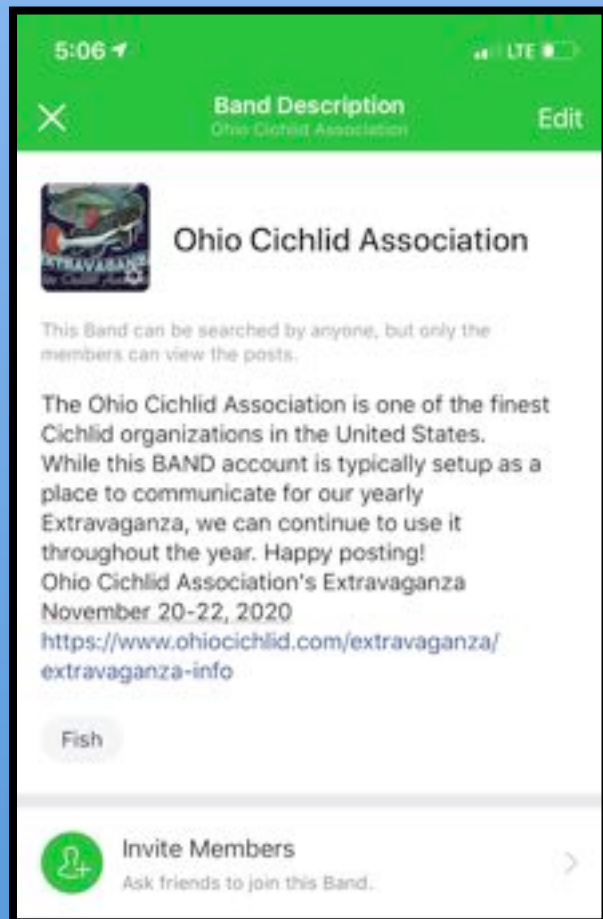 5:06
LTE
Band Description
Ohio Cichlid Association
Edit
EXTRAVAGANZ
Ohio Cichlid Association
This Band can be searched by anyone, but only the
members can view the posts.
The Ohio Cichlid Association is one of the finest
Cichlid organizations in the United States.
While this BAND account is typically setup as a
place to communicate for our yearly
Extravaganza, we can continue to use it
throughout the year. Happy posting!
Ohio Cichlid Association's Extravaganza
November 20-22, 2020
https://www.ohiocichlid.com/extravaganza/
extravaganza-info
Fish
Invite Members
Ask friends to join this Band.